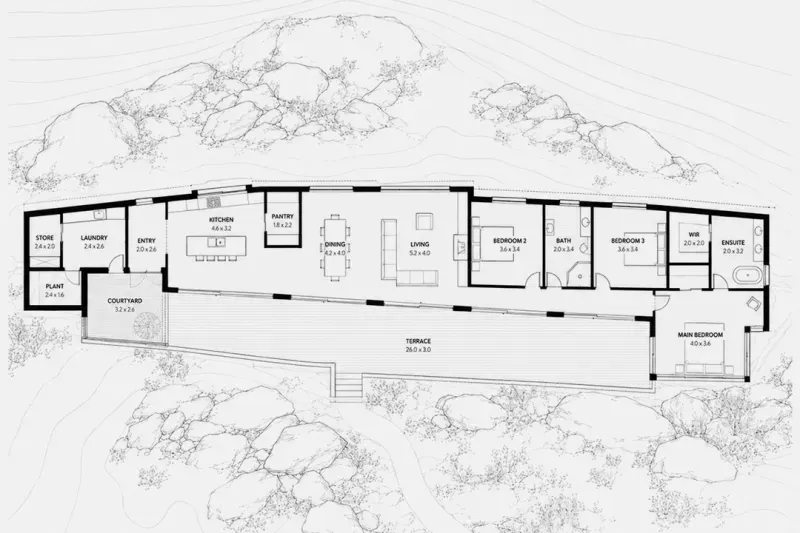 STORE
2.4 x 2.0
LAUNDRY
2.4 x 2.6
ENTRY
2.0 x 2.6
KITCHEN
4.6 x 3.2
PANTRY
1.8 x 2.2
DINING
4.2 x 4.0
LIVING
5.2 x 4.0
BEDROOM 2
3.6 x 3.4
BATH
2.0 x 3.4
BEDROOM 3
3.6 x 3.4
WIR
2.0 x 2.0
ENSUITE
2.0 x 3.2
PLANT
2.4 x 1.6
COURTYARD
3.2 x 2.6
TERRACE
26.0 x 3.0
MAIN BEDROOM
4.0 x 3.6